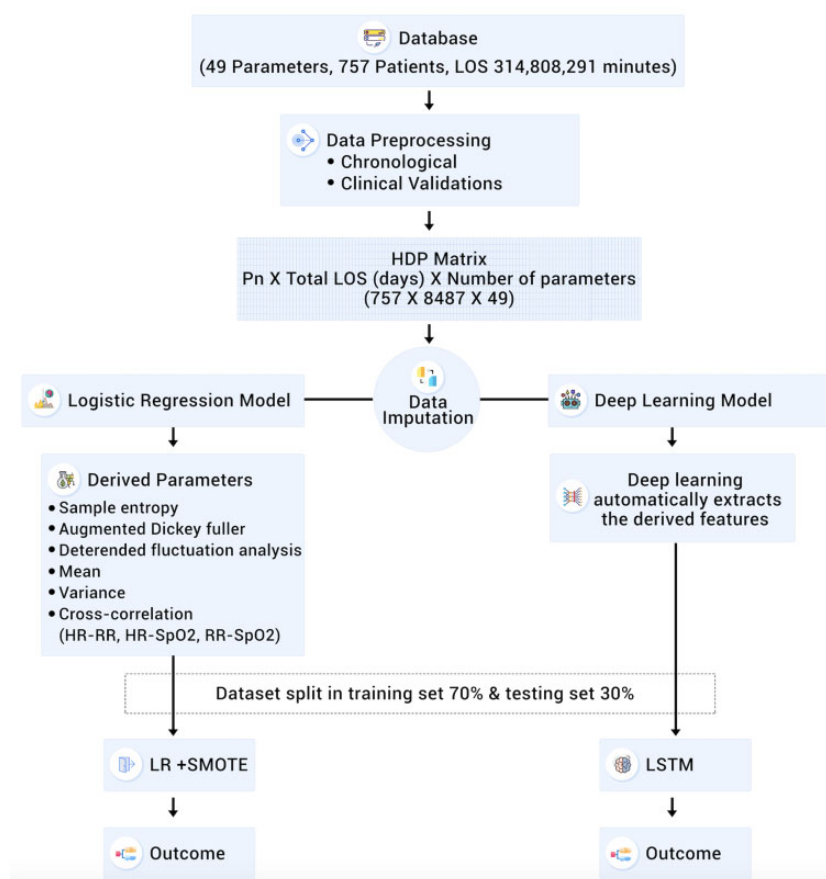 Database
(49 Parameters, 757 Patients, LOS 314,808,291 minutes)
Data Preprocessing
• Chronological
• Clinical Validations
HDP Matrix
Pn X Total LOS (days) X Number of parameters
(757 X 8487 X 49)
Logistic Regression Model
Data
Imputation
Deep Learning Model
Derived Parameters
• Sample entropy
• Augmented Dickey fuller
• Deterended fluctuation analysis
• Mean
• Variance
• Cross-correlation
(HR-RR, HR-SpO2, RR-SpO2)
Deep learning
automatically extracts
the derived features
Dataset split in training set 70% & testing set 30%
LR +SMOTE
LSTM
Outcome
Outcome